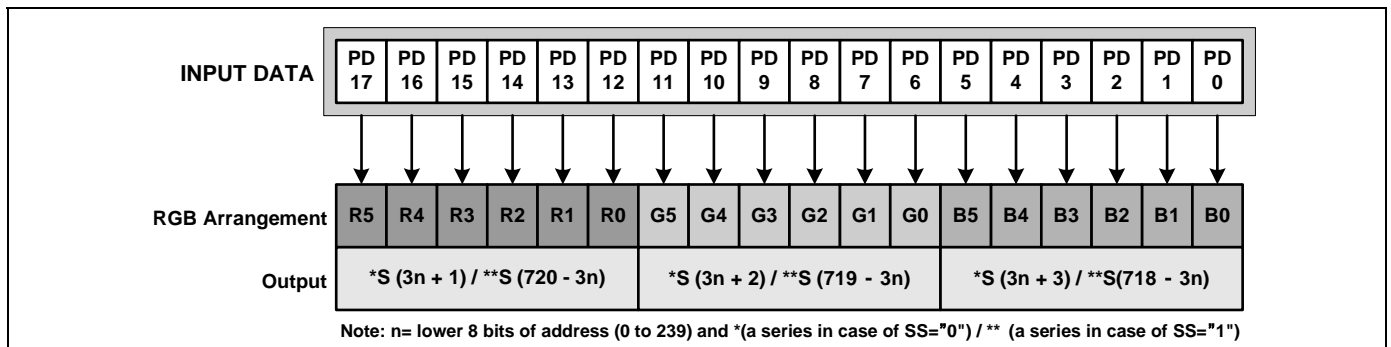 INPUT DATA PD 17 PD 16 PD 15 PD 14 PD 13 PD 12 PD 11 PD 10 PD 9 PD 8 PD 7 PD 6 PD 5 PD 4 PD 3 PD 2 PD 1 PD 0
RGB Arrangement R5 R4 R3 R2 R1 R0 G5 G4 G3 G2 G1 G0 B5 B4 B3 B2 B1 B0
Output *S (3n + 1) / **S (720 - 3n) *S (3n + 2) / **S (719 - 3n) *S (3n + 3) / **S(718 - 3n)
Note: n= lower 8 bits of address (0 to 239) and *(a series in case of SS="0") / ** (a series in case of SS="1")